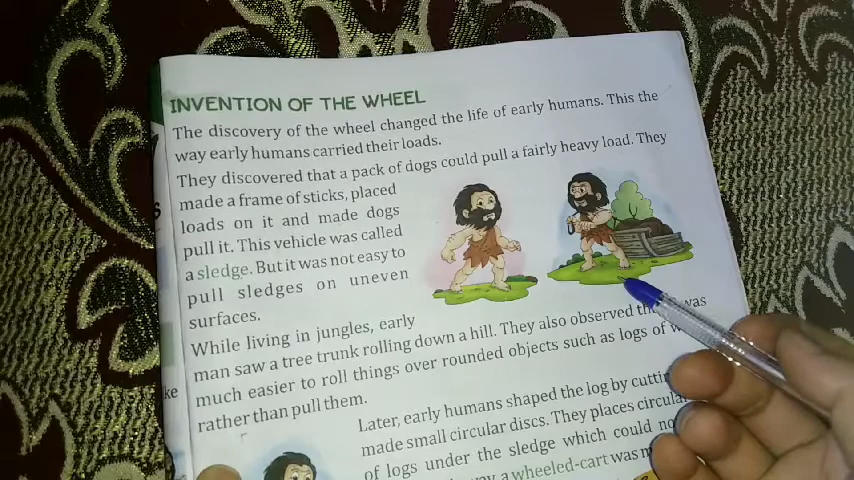 INVENTION OF THE WHEEL
The discovery of the wheel changed the life of early humans. This the
way early humans carried their loads.
They discovered that a pack of dogs could pull a fairly heavy load. They
made a frame of sticks, placed
loads on it and made dogs
pull it. This vehicle was called
a sledge. But it was not easy to
pull sledges on uneven
surfaces.
While living in jungles, early
man saw a tree trunk rolling down a hill. They also observed was
much easier to roll things over rounded objects such as logs of
rather than pull them.
ke
Later, early humans shaped the log by
made small circular discs. They places
of logs under the sledge which could
a wheeled-cart was